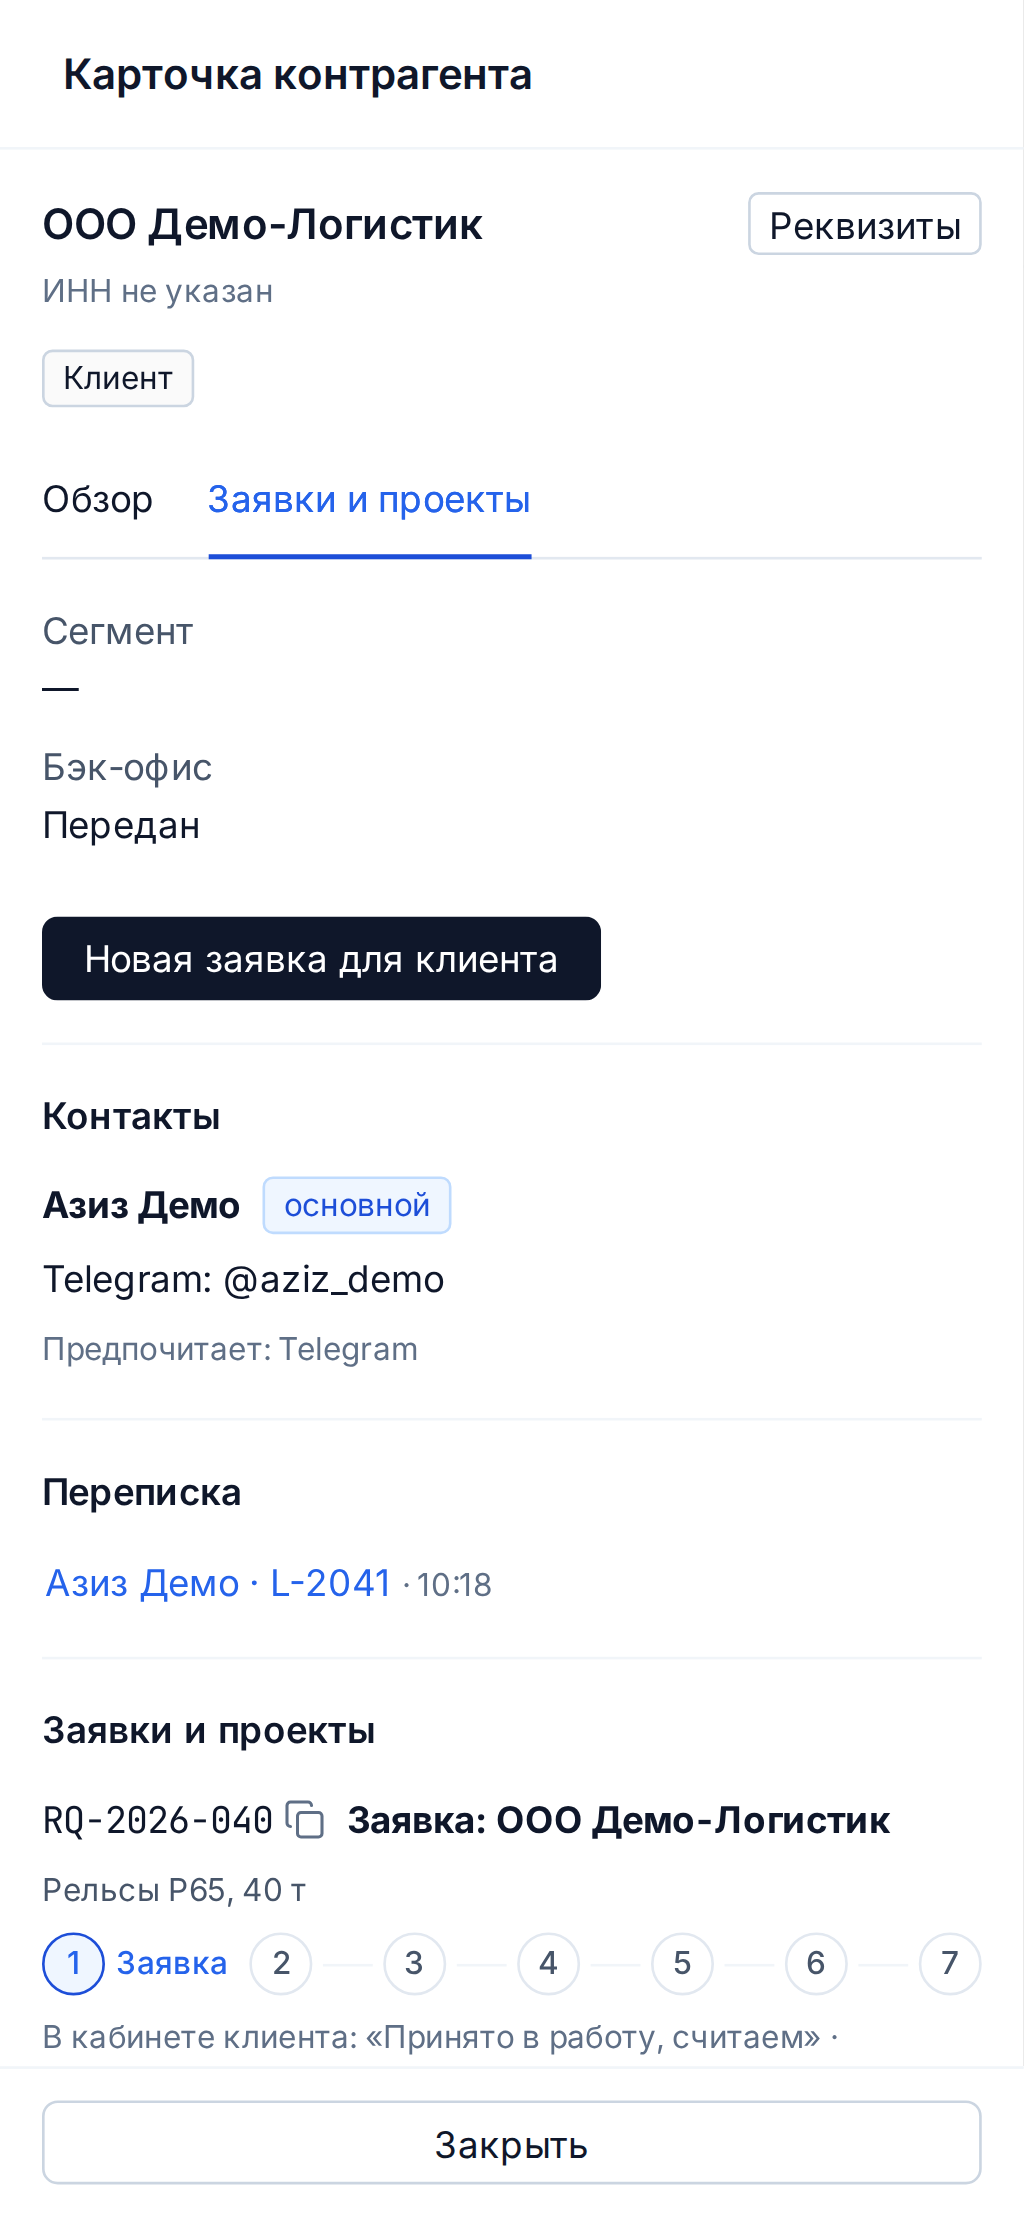 Карточка контрагента
ООО Демо-Логистик
Реквизиты
ИНН не указан
Клиент
Обзор Заявки и проекты
Сегмент
—
Бэк-офис
Передан
Новая заявка для клиента
Контакты
Азиз Демо основной
Telegram: @aziz_demo
Предпочитает: Telegram
Переписка
Азиз Демо · L-2041 · 10:18
Заявки и проекты
RQ-2026-040 Заявка: ООО Демо-Логистик
Рельсы Р65, 40 т
1 Заявка 2 3 4 5 6 7
В кабинете клиента: «Принято в работу, считаем» ·
Закрыть